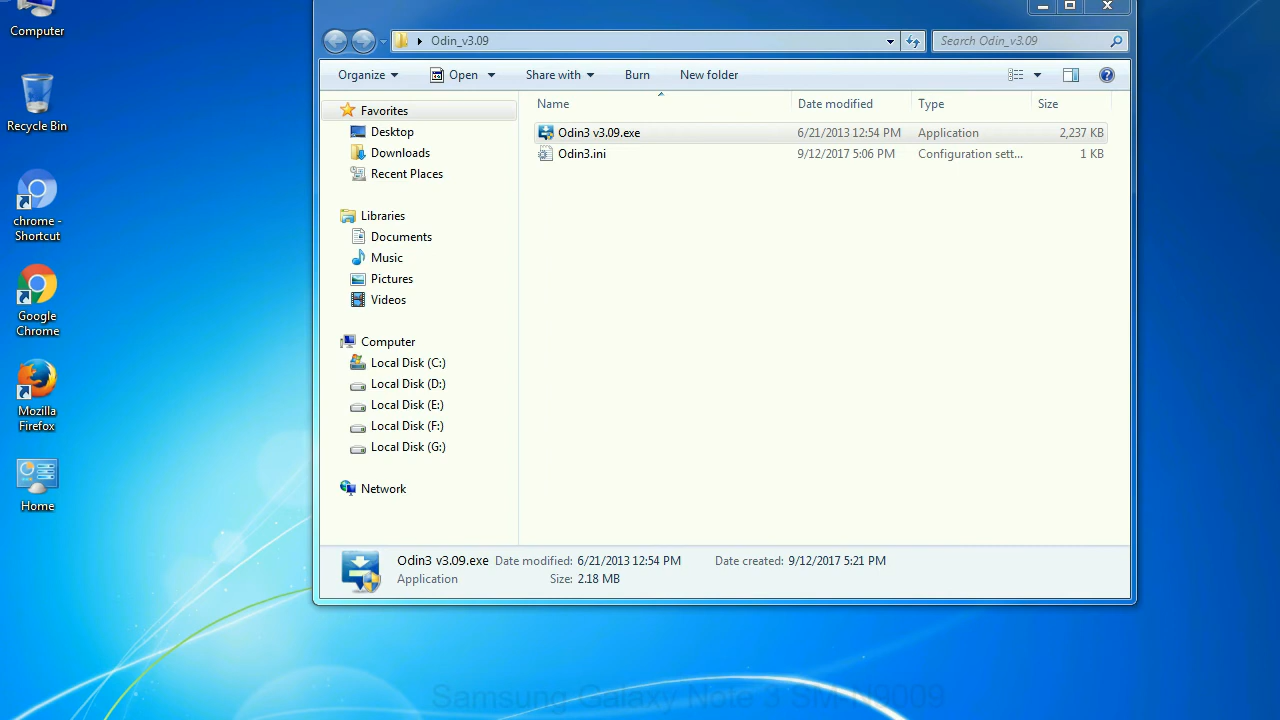 Computer
Recycle Bin
chrome -
Shortcut
Google
Chrome
Mozilla
Firefox
Home
Odin_v3.09
Search Odin_v3.09
Organize
Open
Share with
Burn
New folder
Favorites
Desktop
Downloads
Recent Places
Libraries
Documents
Music
Pictures
Videos
Computer
Local Disk (C:)
Local Disk (D:)
Local Disk (E:)
Local Disk (F:)
Local Disk (G:)
Network
Name Date modified Type Size
Odin3 v3.09.exe 6/21/2013 12:54 PM Application 2,237 KB
Odin3.ini 9/12/2017 5:06 PM Configuration sett... 1 KB
Odin3 v3.09.exe Date modified: 6/21/2013 12:54 PM Date created: 9/12/2017 5:21 PM
Application Size: 2.18 MB
Samsung Galaxy Note 3 SM-N9009